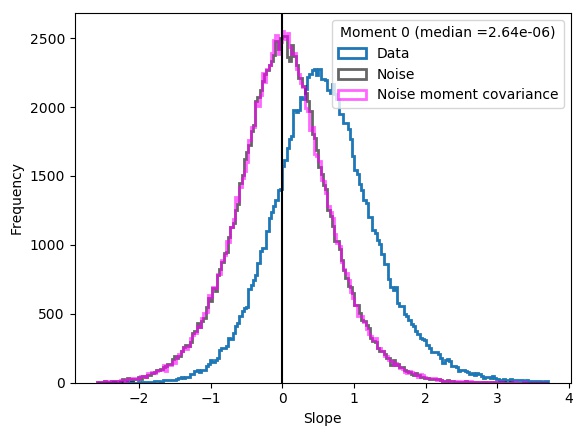 Moment 0 (median =2.64e-06)
Data
Noise
Noise moment covariance
2500
2000
1500
1000
500
0
Frequency
−2
−1
0
1
2
3
4
Slope